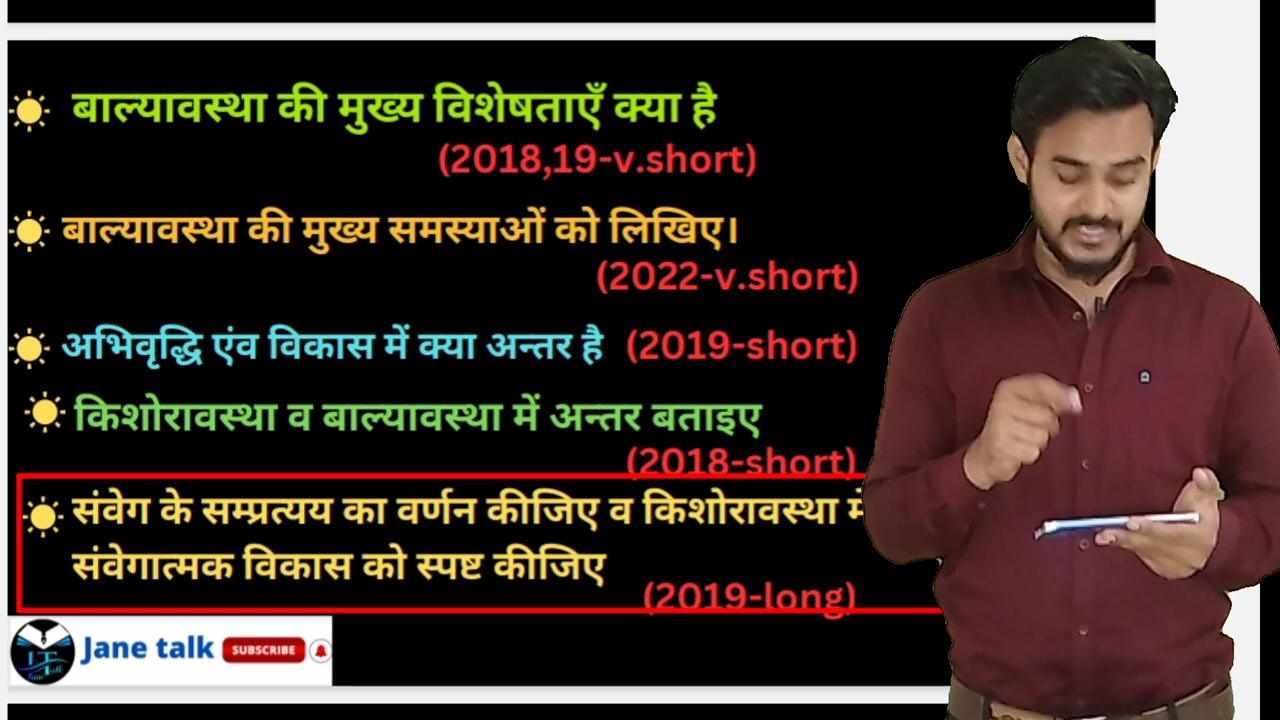 बाल्यावस्था की मुख्य विशेषताएँ क्या है
(2018,19-v.short)
बाल्यावस्था की मुख्य समस्याओं को लिखिए।
(2022-v.short)
अभिवृद्धि एंव विकास में क्या अन्तर है (2019-short)
किशोरावस्था व बाल्यावस्था में अन्तर बताइए
(2018-short)
संवेग के सम्प्रत्यय का वर्णन कीजिए व किशोरावस्था में
संवेगात्मक विकास को स्पष्ट कीजिए
(2019-long)
Jane talk SUBSCRIBE